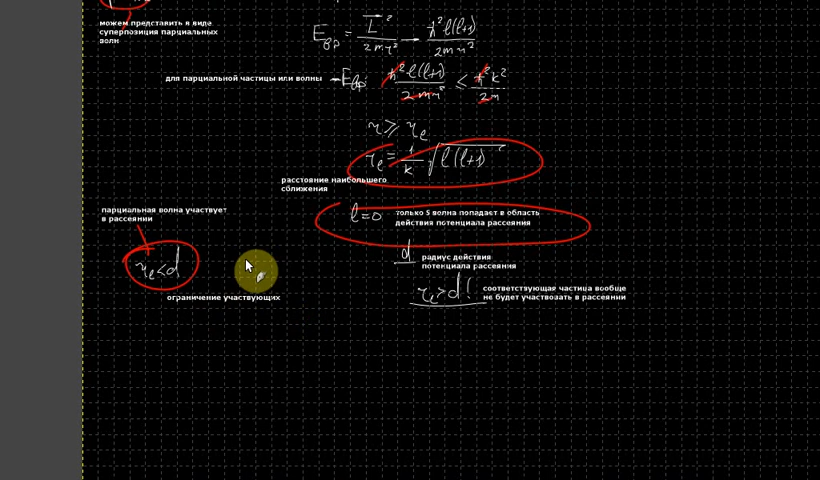 можем представить в виде
суперпозиция парциальных
волн
E_вр = L²/2mr² → ħ²l(l+1)/2mr²
для парциальной частицы или волны
E_вр: ħ²l(l+1)/2mr² ≤ ħ²k²/2m
r ≥ r_l
r_l = 1/k √l(l+1)
расстояние наибольшего
сближения
парциальная волна участвует
в рассеянии
l=0 только S волна попадает в область
действия потенциала рассеяния
r_l < d
d радиус действия
потенциала рассеяния
r_l > d! соответствующая частица вообще
не будет участвозать в рассеянии
ограничение участвующих